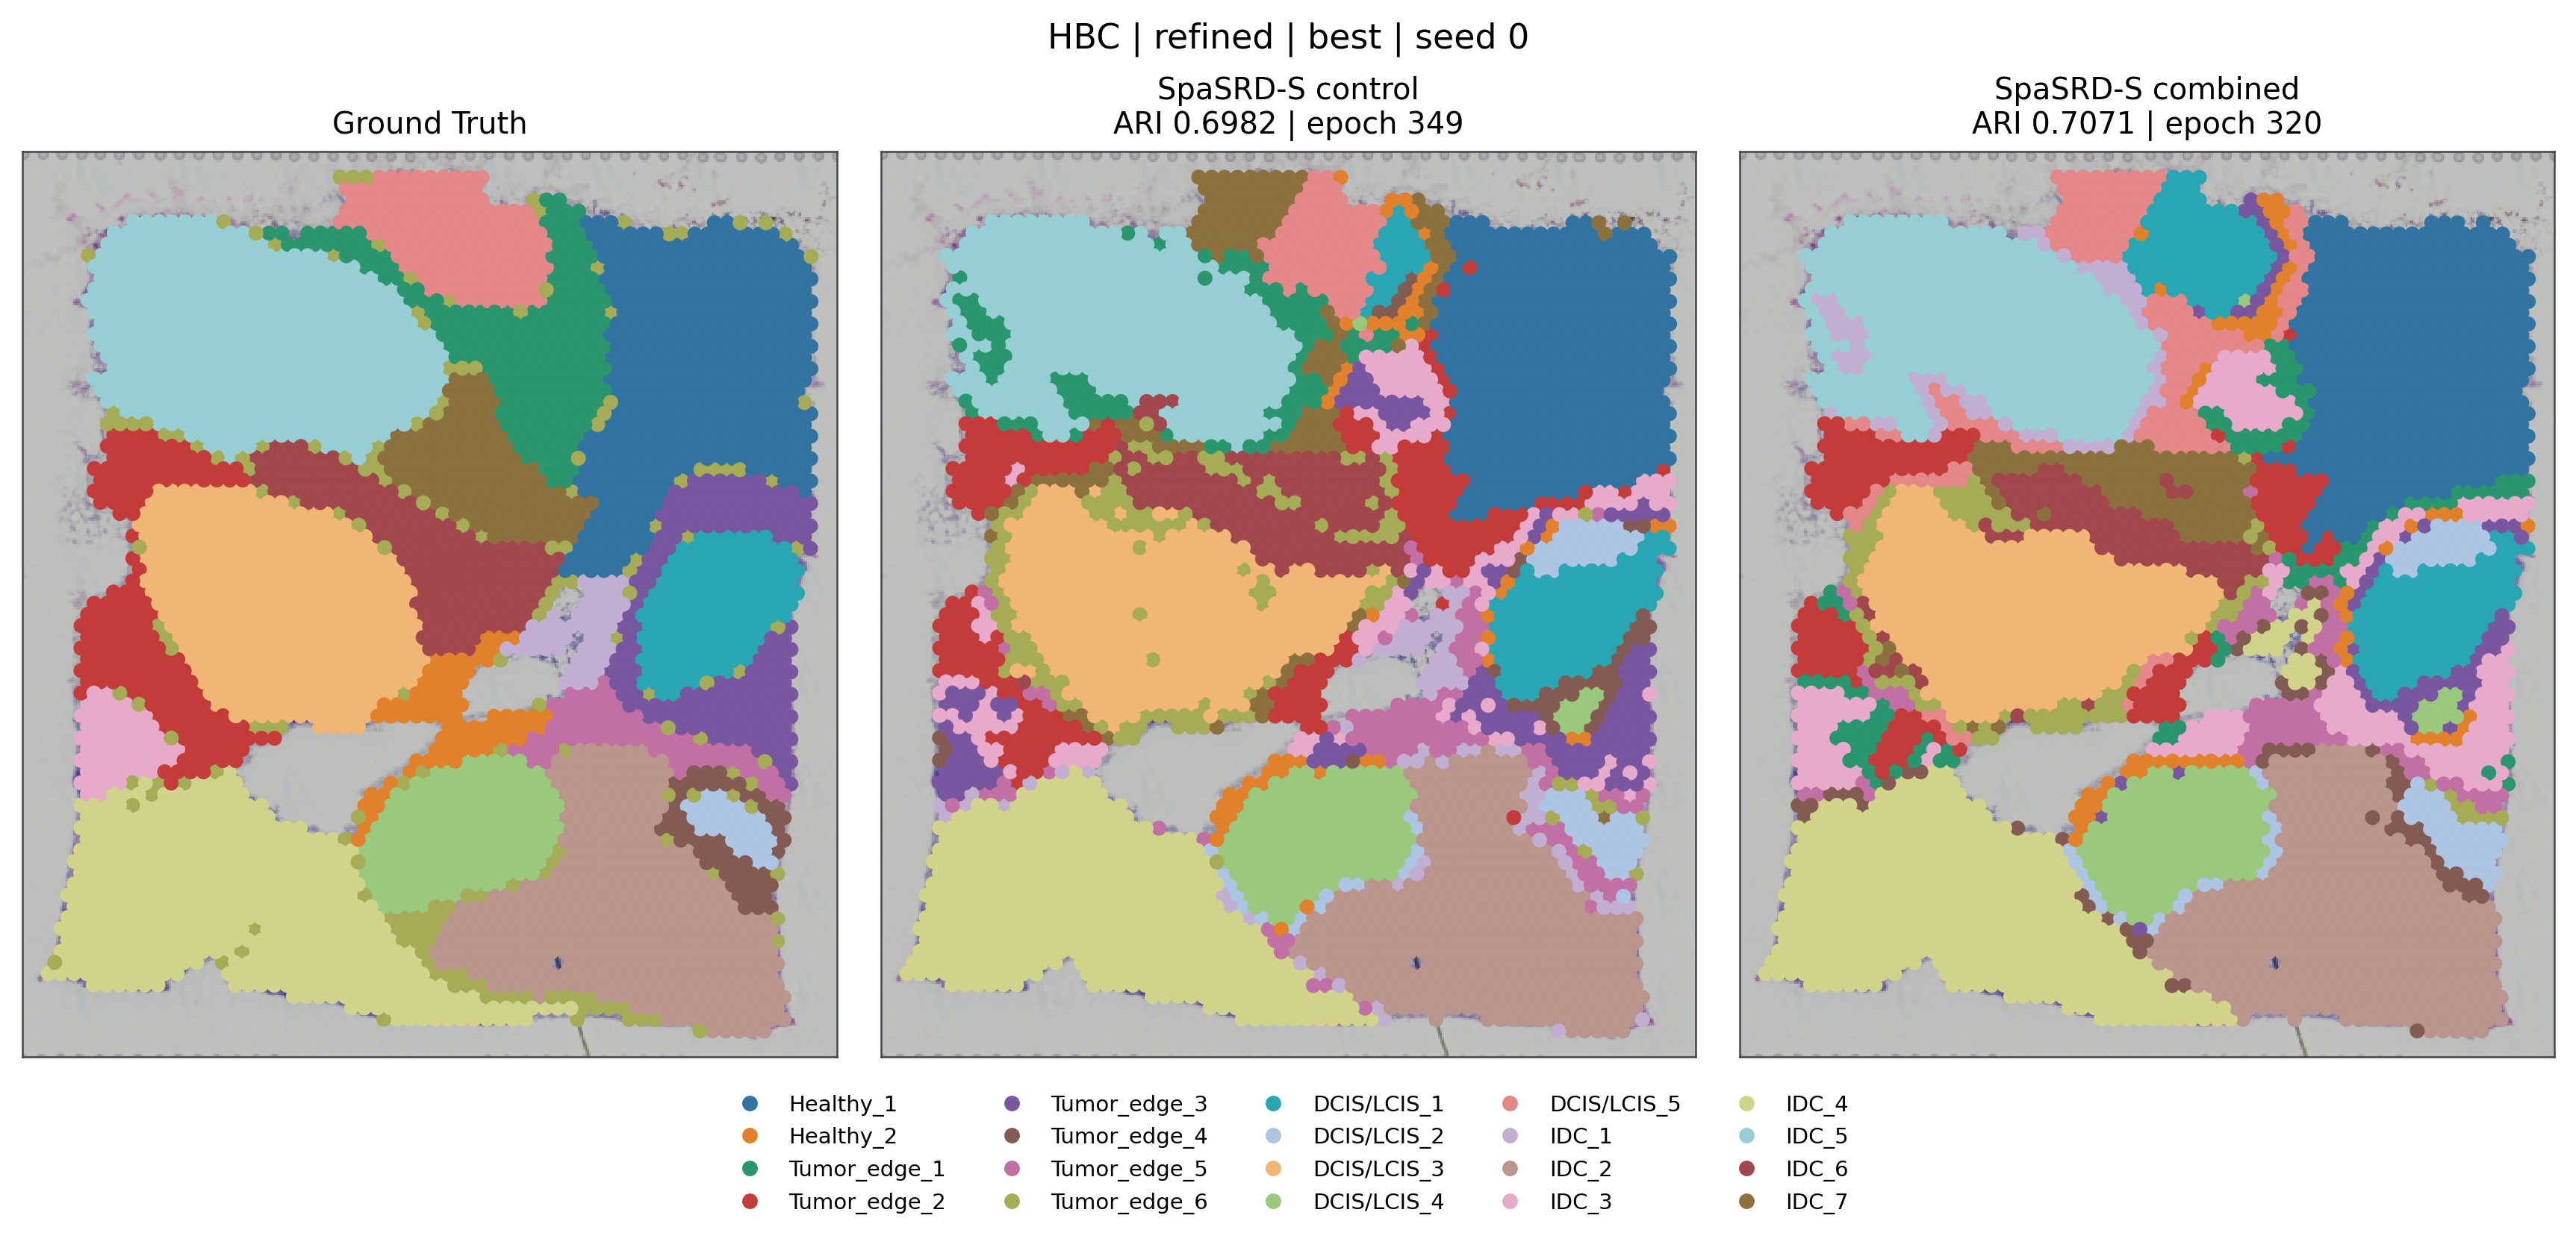 HBC | refined | best | seed 0
Ground Truth
SpaSRD-S control
ARI 0.6982 | epoch 349
SpaSRD-S combined
ARI 0.7071 | epoch 320
Healthy_1
Healthy_2
Tumor_edge_1
Tumor_edge_2
Tumor_edge_3
Tumor_edge_4
Tumor_edge_5
Tumor_edge_6
DCIS/LCIS_1
DCIS/LCIS_2
DCIS/LCIS_3
DCIS/LCIS_4
DCIS/LCIS_5
IDC_1
IDC_2
IDC_3
IDC_4
IDC_5
IDC_6
IDC_7